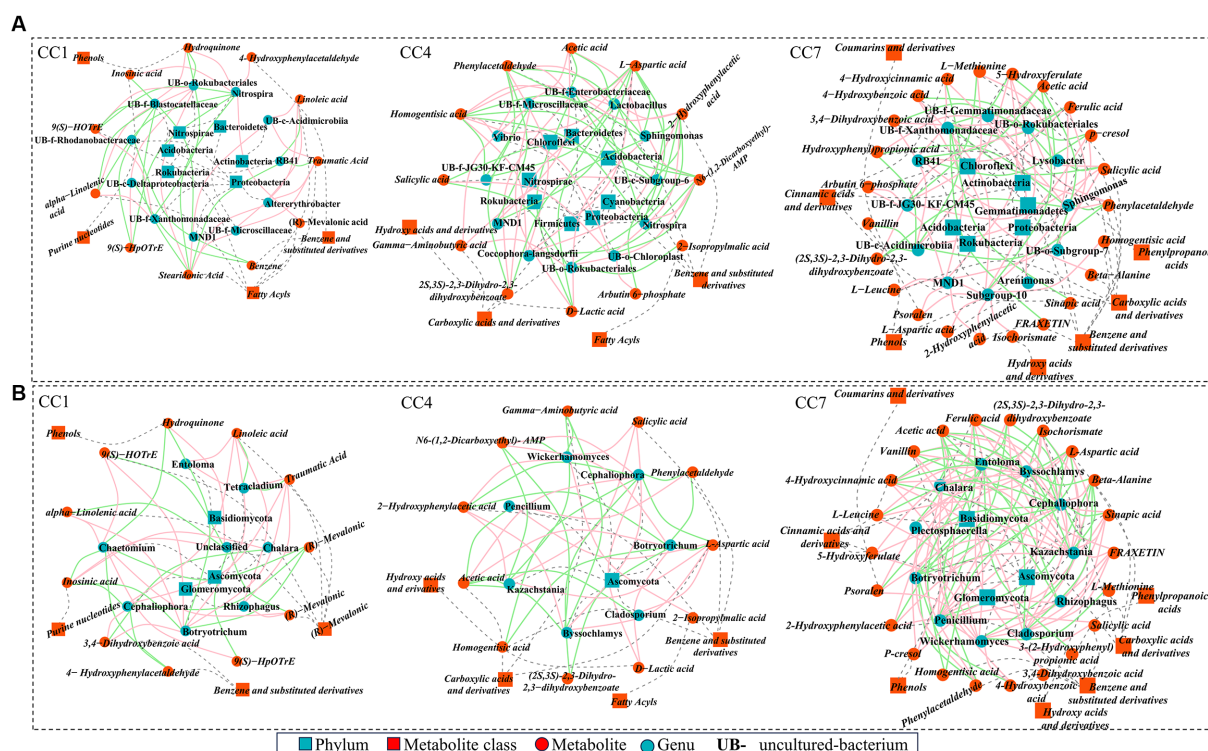 A
CC1
Phenols
Hydroquinone
4- Hydroxyphenylacetaldehyde
Inosinic acid
UB-o-Rokubacteriales
Nitrospira
Linoleic acid
UB-f-Blastocatellaceae
UB-c-Acidimicrobiia
9(S)-HOTrE
UB-f-Rhodanobacteraceae
Bacteroidetes
Nitrospirae
Acidobacteria
Actinobacteria
RB41
Traumatic Acid
Rokubacteria
UB-c-Deltaproteobacteria
Proteobacteria
alpha-Linolenic
acid
Altererythrobacter
UB-f-Xanthomonadaceae
(R)-Mevalonic acid
Purine nucleotides
MND1
UB-f-Microscillaceae
Benzene and
substituted derivatives
9(S)-HpOTrE
Benzene
Stearidonic Acid
Fatty Acyls
CC4
Acetic acid
Phenylacetaldehyde
L-Aspartic acid
UB-f-Enterobacteriaceae
UB-f-Microscillaceae
Lactobacillus
2-Hydroxyphenylacetic
acid
Homogentisic acid
Vibrio
Bacteroidetes
Chloroflexi
Sphingomonas
Acidobacteria
UB-f-JG30-KF-CM45
N6-(1,2-Dicarboxyethyl)-
AMP
Salicylic acid
Nitrospirae
UB-c-Subgroup-6
Rokubacteria
Cyanobacteria
Proteobacteria
MND1
Firmicutes
Nitrospira
Hydroxy acids and derivatives
Gamma-Aminobutyric acid
2-Isopropylmalic acid
Coccophora-langsdorfii
UB-o-Chloroplast
UB-o-Rokubacteriales
Benzene and substituted
derivatives
2S,3S)-2,3-Dihydro-2,3-
dihydroxybenzoate
Arbutin 6-phosphate
D-Lactic acid
Carboxylic acids and derivatives
Fatty Acyls
CC7
Coumarins and derivatives
L-Methionine
4-Hydroxycinnamic acid
5-Hydroxyferulate
Acetic acid
4-Hydroxybenzoic acid
UB-f-Gemmatimonadaceae
Ferulic acid
3,4-Dihydroxybenzoic acid
UB-o-Rokubacteriales
UB-f-Xanthomonadaceae
p-cresol
Hydroxyphenylpropionic acid
RB41
Lysobacter
Chloroflexi
Salicylic acid
Actinobacteria
Arbutin 6-phosphate
Cinnamic acids and
derivatives
Sphingomonas
UB-f-JG30- KF-CM45
Phenylacetaldehyde
Gemmatimonadetes
Vanillin
Acidobacteria
Proteobacteria
Homogentisic acid
UB-c-Acidimicrobiia
Rokubacteria
UB-o-Subgroup-7
Phenylpropanoic
acids
(2S,3S)-2,3-Dihydro-2,3-
dihydroxybenzoate
Beta-Alanine
L-Leucine
MND1
Arenimonas
Subgroup-10
Sinapic acid
Carboxylic acids
and derivatives
Psoralen
L-Aspartic acid
FRAXETIN
2-Hydroxyphenylacetic
acid
Isochorismate
Phenols
Benzene and
substituted derivatives
Hydroxy acids
and derivatives
B
CC1
Phenols
Hydroquinone
Linoleic acid
9(S)-HOTrE
Entoloma
Traumatic Acid
Tetracladium
alpha-Linolenic acid
Basidiomycota
Chaetomium
Unclassified
Chalara
(R)-Mevalonic
Ascomycota
Inosinic acid
Glomeromycota
Purine nucleotides
Cephaliophora
Rhizophagus
(R)-Mevalonic
(R)-Mevalonic
Botryotrichum
3,4-Dihydroxybenzoic acid
9(S)-HpOTrE
4- Hydroxyphenylacetaldehyde
Benzene and substituted derivatives
CC4
Gamma-Aminobutyric acid
Salicylic acid
N6-(1,2-Dicarboxyethyl)- AMP
Wickerhamomyces
Cephaliophora
Phenylacetaldehyde
2-Hydroxyphenylacetic acid
Pencillium
Botryotrichum
L-Aspartic acid
Hydroxy acids
and erivatives
Acetic acid
Kazachstania
Ascomycota
Cladosporium
2-Isopropylmalic acid
Byssochlamys
Benzene and substituted
derivatives
Homogentisic acid
D-Lactic acid
Carboxylic acids
and derivatives
(2S,3S)-2,3-Dihydro-
2,3-dihydroxybenzoate
Fatty Acyls
CC7
Coumarins and derivatives
(2S,3S)-2,3-Dihydro-2,3-
dihydroxybenzoate
Ferulic acid
Acetic acid
Isochorismate
Vanillin
Entoloma
L-Aspartic acid
Byssochlamys
4-Hydroxycinnamic acid
Chalara
Beta-Alanine
Cephaliophora
L-Leucine
Basidiomycota
Sinapic acid
Cinnamic acids and
derivatives
Plectosphaerella
5-Hydroxyferulate
Kazachstania
FRAXETIN
Botryotrichum
Ascomycota
Psoralen
Glomeromycota
L-Methionine
Rhizophagus
Phenylpropanoic
acids
2-Hydroxyphenylacetic acid
Penicillium
Cladosporium
Salicylic acid
Wickerhamomyces
P-cresol
3-(2-Hydroxyphenyl)
propionic acid
Carboxylic acids
and derivatives
Homogentisic acid
3,4-Dihydroxybenzoic acid
Phenols
Phenylacetaldehyde
4-Hydroxybenzoic
acid
Benzene and
substituted derivatives
Hydroxy acids
and derivatives
Phylum Metabolite class Metabolite Genu UB- uncultured-bacterium